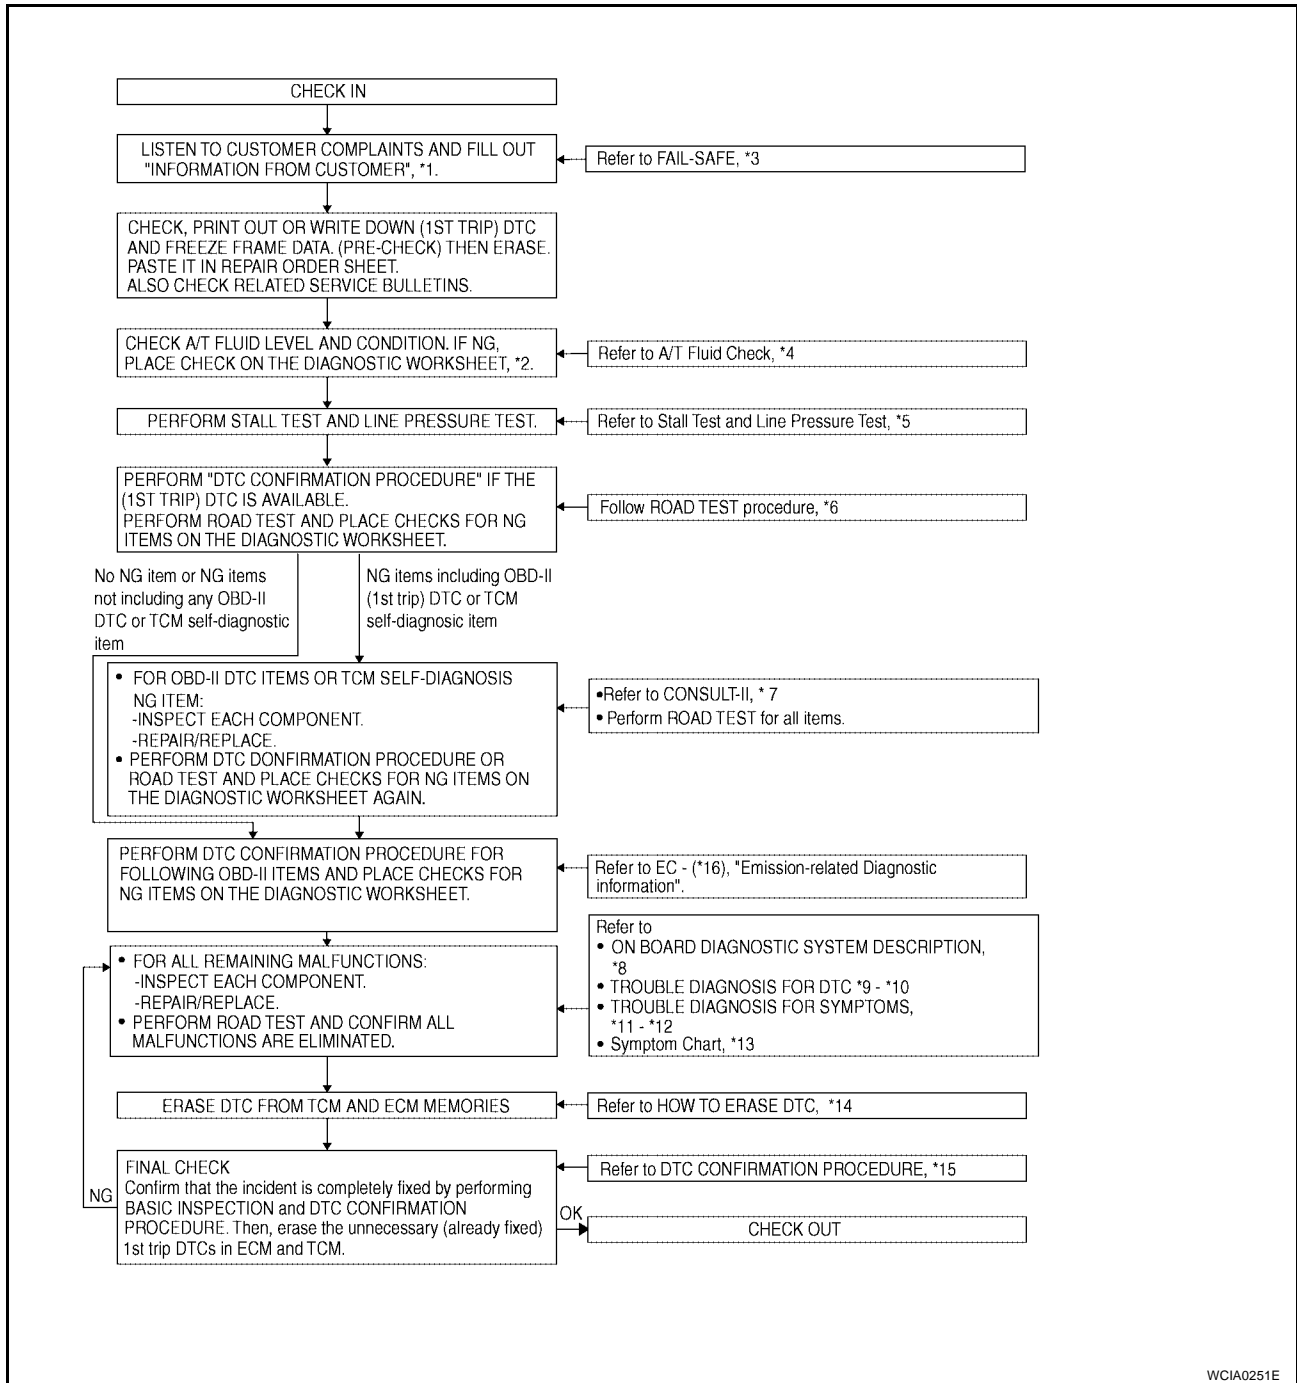 CHECK IN
LISTEN TO CUSTOMER COMPLAINTS AND FILL OUT
"INFORMATION FROM CUSTOMER", *1.
Refer to FAIL-SAFE, *3
CHECK, PRINT OUT OR WRITE DOWN (1ST TRIP) DTC
AND FREEZE FRAME DATA. (PRE-CHECK) THEN ERASE.
PASTE IT IN REPAIR ORDER SHEET.
ALSO CHECK RELATED SERVICE BULLETINS.
CHECK A/T FLUID LEVEL AND CONDITION. IF NG,
PLACE CHECK ON THE DIAGNOSTIC WORKSHEET, *2.
Refer to A/T Fluid Check, *4
PERFORM STALL TEST AND LINE PRESSURE TEST.
Refer to Stall Test and Line Pressure Test, *5
PERFORM "DTC CONFIRMATION PROCEDURE" IF THE
(1ST TRIP) DTC IS AVAILABLE.
PERFORM ROAD TEST AND PLACE CHECKS FOR NG
ITEMS ON THE DIAGNOSTIC WORKSHEET.
Follow ROAD TEST procedure, *6
No NG item or NG items
not including any OBD-II
DTC or TCM self-diagnostic
item
NG items including OBD-II
(1st trip) DTC or TCM
self-diagnosic item
• FOR OBD-II DTC ITEMS OR TCM SELF-DIAGNOSIS
NG ITEM:
-INSPECT EACH COMPONENT.
-REPAIR/REPLACE.
• PERFORM DTC DONFIRMATION PROCEDURE OR
ROAD TEST AND PLACE CHECKS FOR NG ITEMS ON
THE DIAGNOSTIC WORKSHEET AGAIN.
•Refer to CONSULT-II, * 7
• Perform ROAD TEST for all items.
PERFORM DTC CONFIRMATION PROCEDURE FOR
FOLLOWING OBD-II ITEMS AND PLACE CHECKS FOR
NG ITEMS ON THE DIAGNOSTIC WORKSHEET.
Refer to EC - (*16), "Emission-related Diagnostic
information".
• FOR ALL REMAINING MALFUNCTIONS:
-INSPECT EACH COMPONENT.
-REPAIR/REPLACE.
• PERFORM ROAD TEST AND CONFIRM ALL
MALFUNCTIONS ARE ELIMINATED.
Refer to
• ON BOARD DIAGNOSTIC SYSTEM DESCRIPTION,
*8
• TROUBLE DIAGNOSIS FOR DTC *9 - *10
• TROUBLE DIAGNOSIS FOR SYMPTOMS,
*11 - *12
• Symptom Chart, *13
ERASE DTC FROM TCM AND ECM MEMORIES
Refer to HOW TO ERASE DTC, *14
FINAL CHECK
Confirm that the incident is completely fixed by performing
BASIC INSPECTION and DTC CONFIRMATION
PROCEDURE. Then, erase the unnecessary (already fixed)
1st trip DTCs in ECM and TCM.
Refer to DTC CONFIRMATION PROCEDURE, *15
NG
OK
CHECK OUT
WCIA0251E